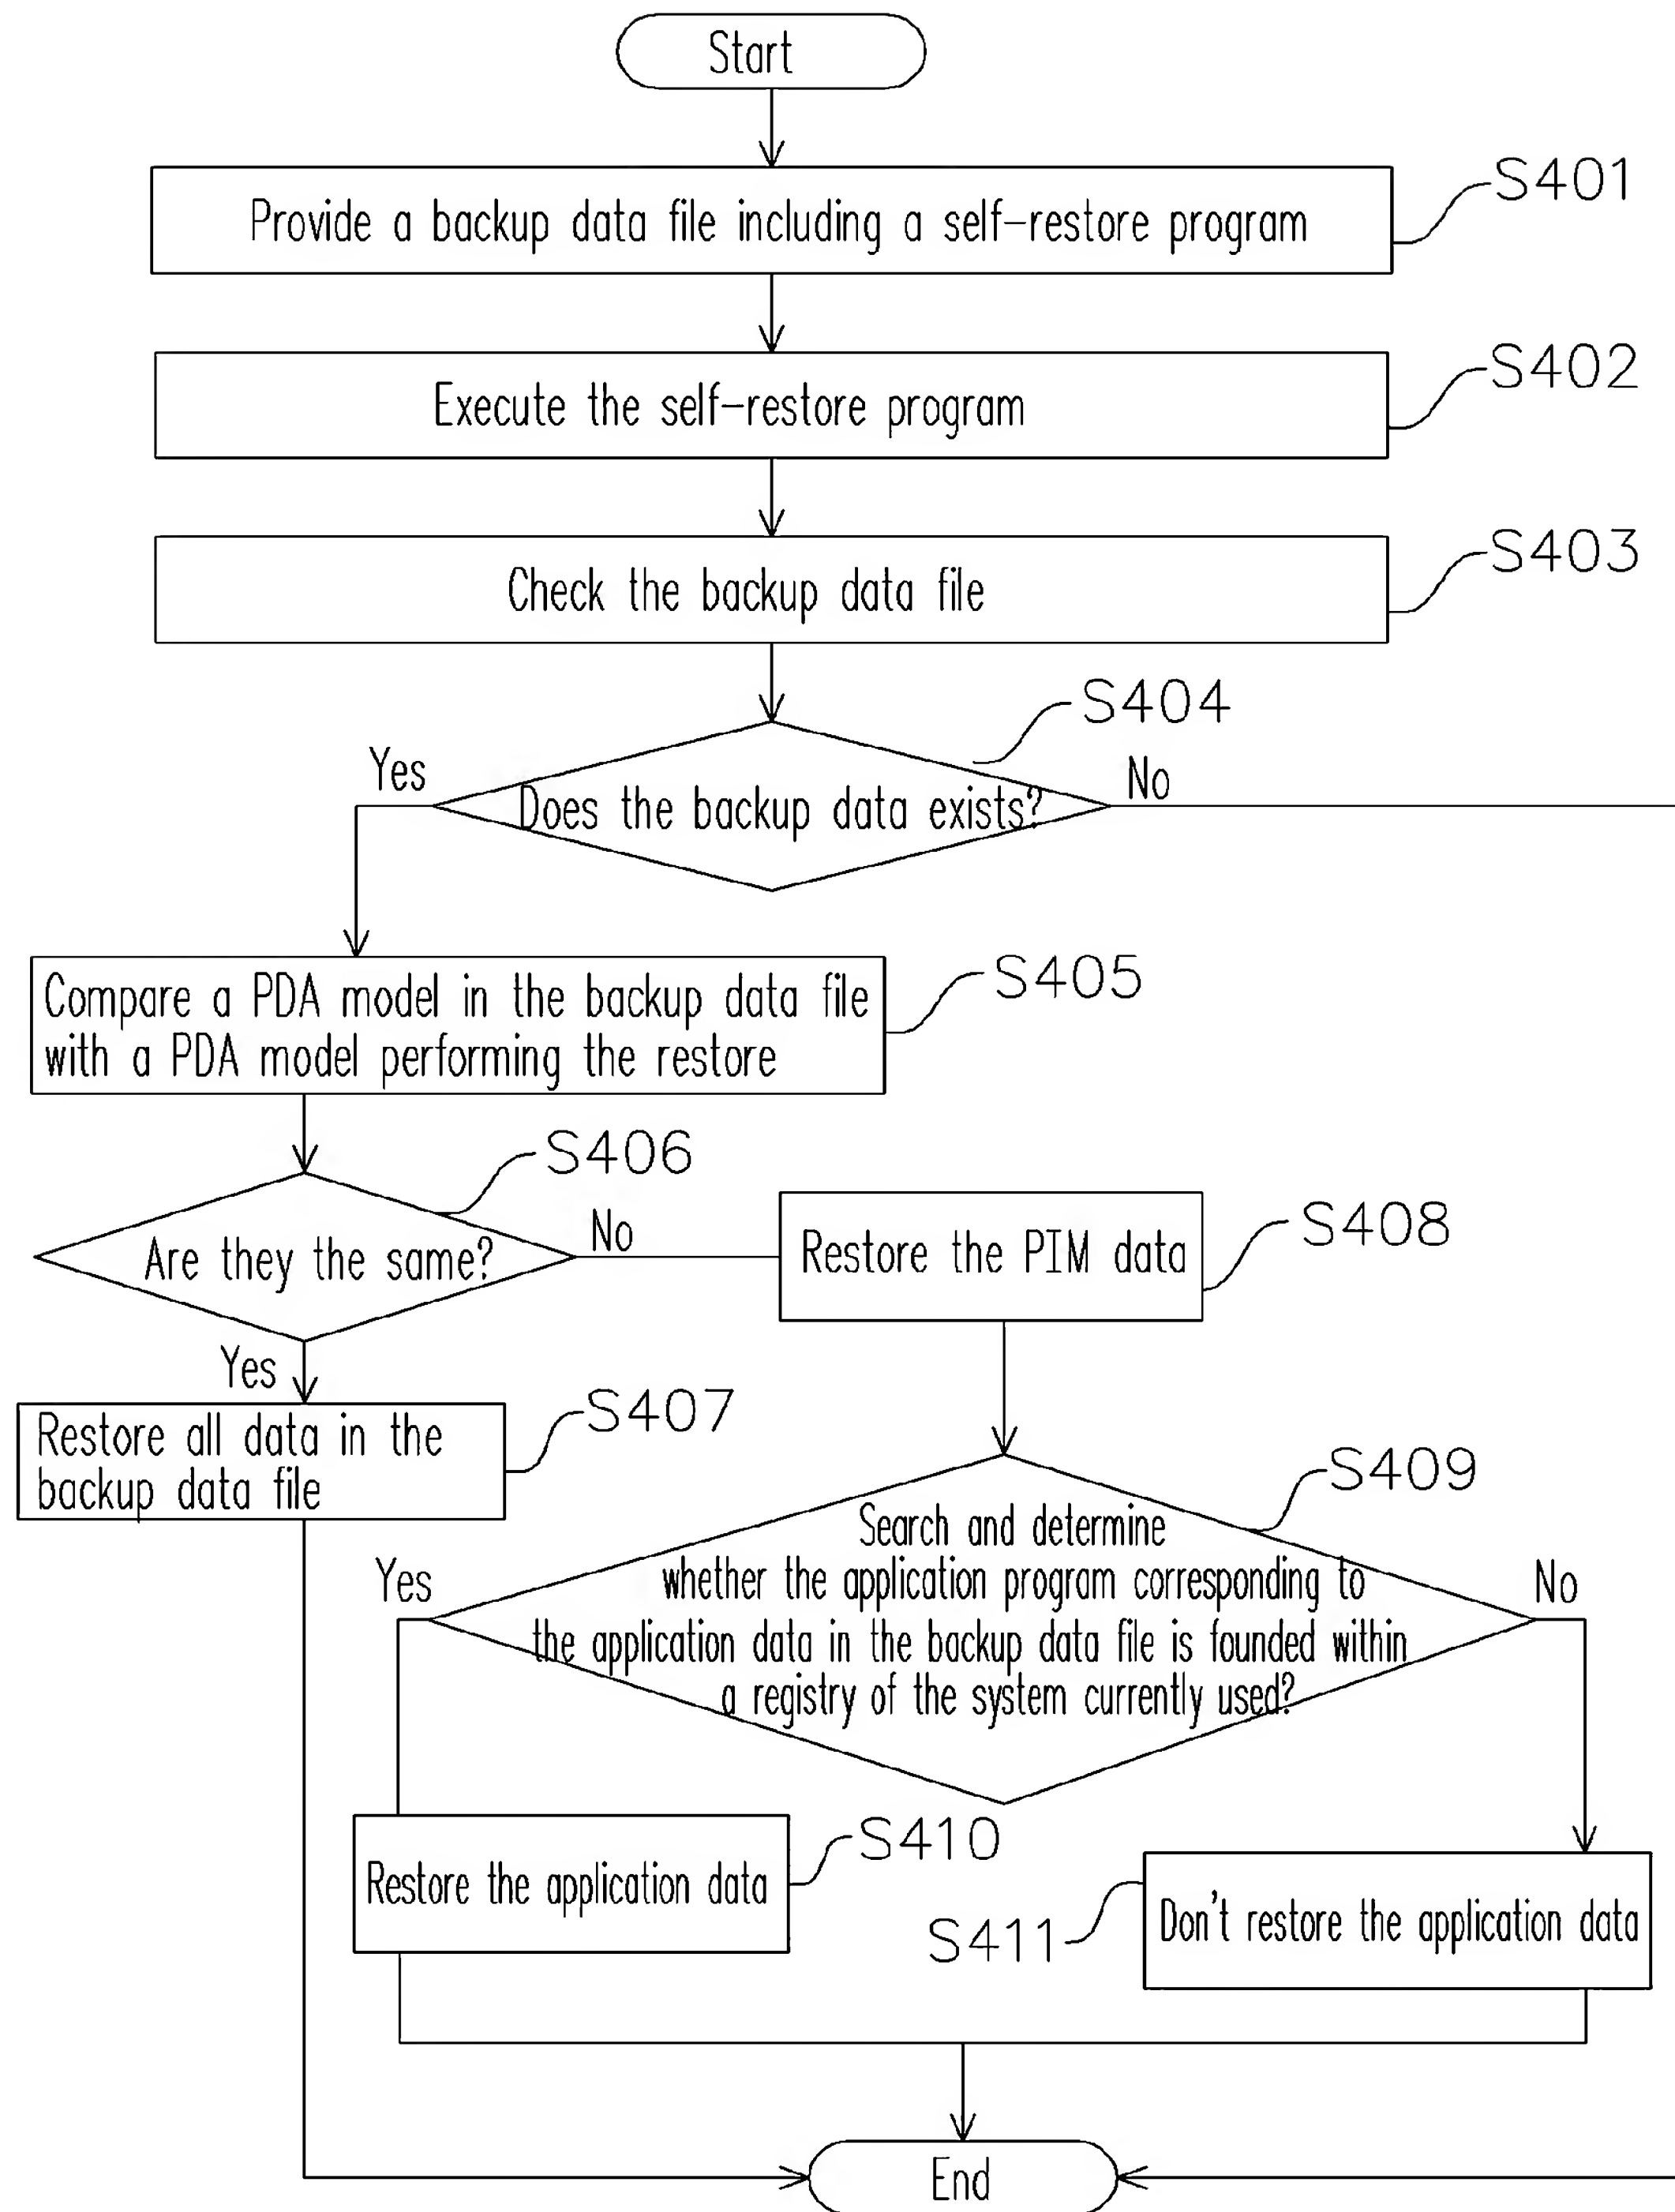 Start
Provide a backup data file including a self-restore program
S401
Execute the self-restore program
S402
Check the backup data file
S403
S404
Yes
Does the backup data exists?
No
Compare a PDA model in the backup data file
with a PDA model performing the restore
S405
S406
Are they the same?
No
Restore the PIM data
S408
Yes
Restore all data in the
backup data file
S407
S409
Search and determine
whether the application program corresponding to
the application data in the backup data file is founded within
a registry of the system currently used?
Yes
No
Restore the application data
S410
S411
Don't restore the application data
End